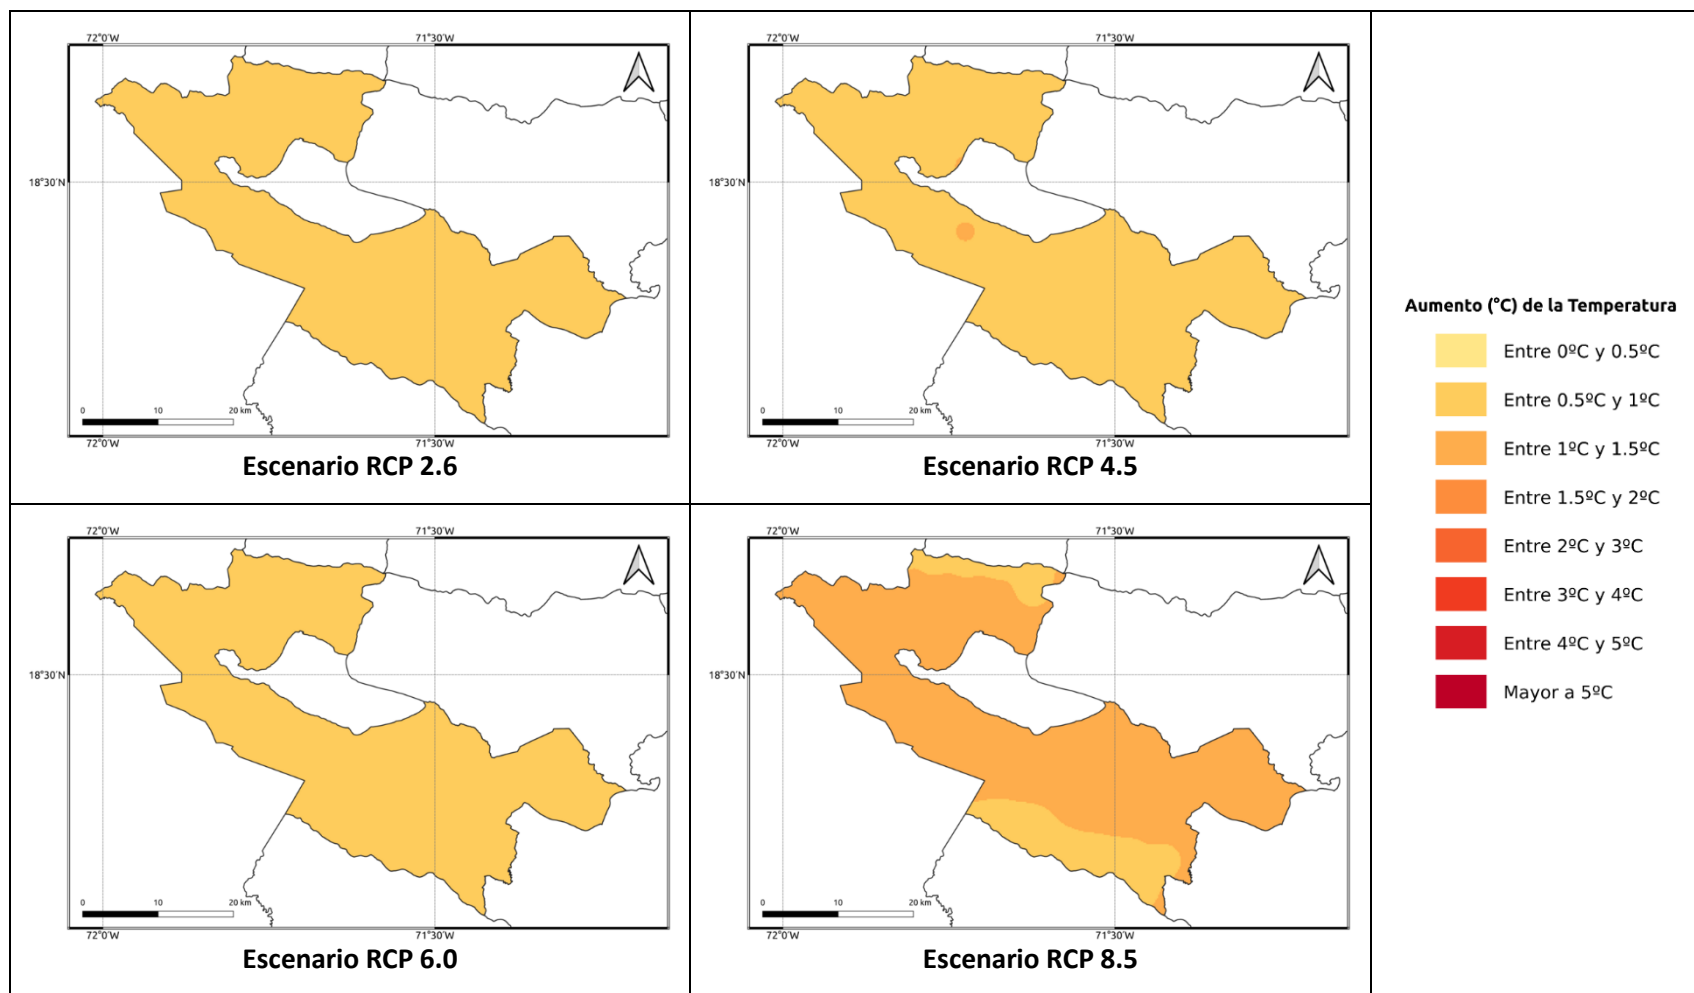 72°0'W 71°30'W
18°30'N
0 10 20 km
72°0'W 71°30'W
Escenario RCP 2.6
72°0'W 71°30'W
18°30'N
0 10 20 km
72°0'W 71°30'W
Escenario RCP 4.5
72°0'W 71°30'W
18°30'N
0 10 20 km
72°0'W 71°30'W
Escenario RCP 6.0
72°0'W 71°30'W
18°30'N
0 10 20 km
72°0'W 71°30'W
Escenario RCP 8.5
Aumento (°C) de la Temperatura
Entre 0ºC y 0.5ºC
Entre 0.5ºC y 1ºC
Entre 1ºC y 1.5ºC
Entre 1.5ºC y 2ºC
Entre 2ºC y 3ºC
Entre 3ºC y 4ºC
Entre 4ºC y 5ºC
Mayor a 5ºC